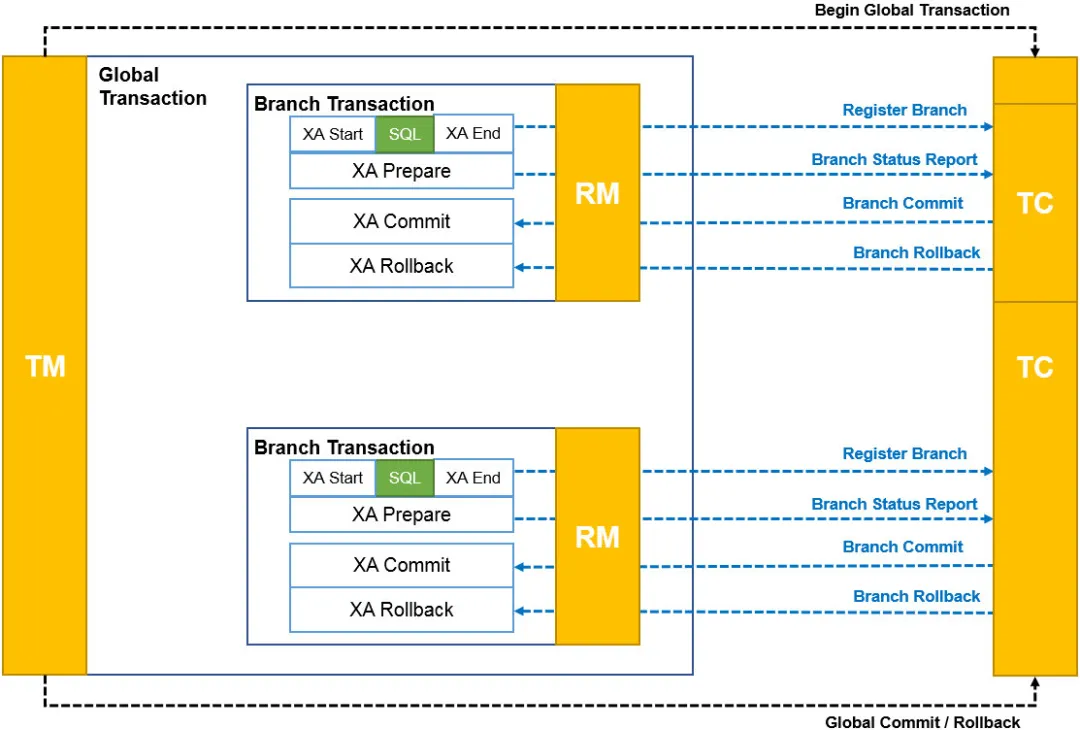 Begin Global Transaction
Global
Transaction
Branch Transaction
XA Start SQL XA End
XA Prepare
XA Commit
XA Rollback
RM
Register Branch
Branch Status Report
Branch Commit
Branch Rollback
TC
TM
TC
Branch Transaction
XA Start SQL XA End
XA Prepare
XA Commit
XA Rollback
RM
Register Branch
Branch Status Report
Branch Commit
Branch Rollback
Global Commit / Rollback